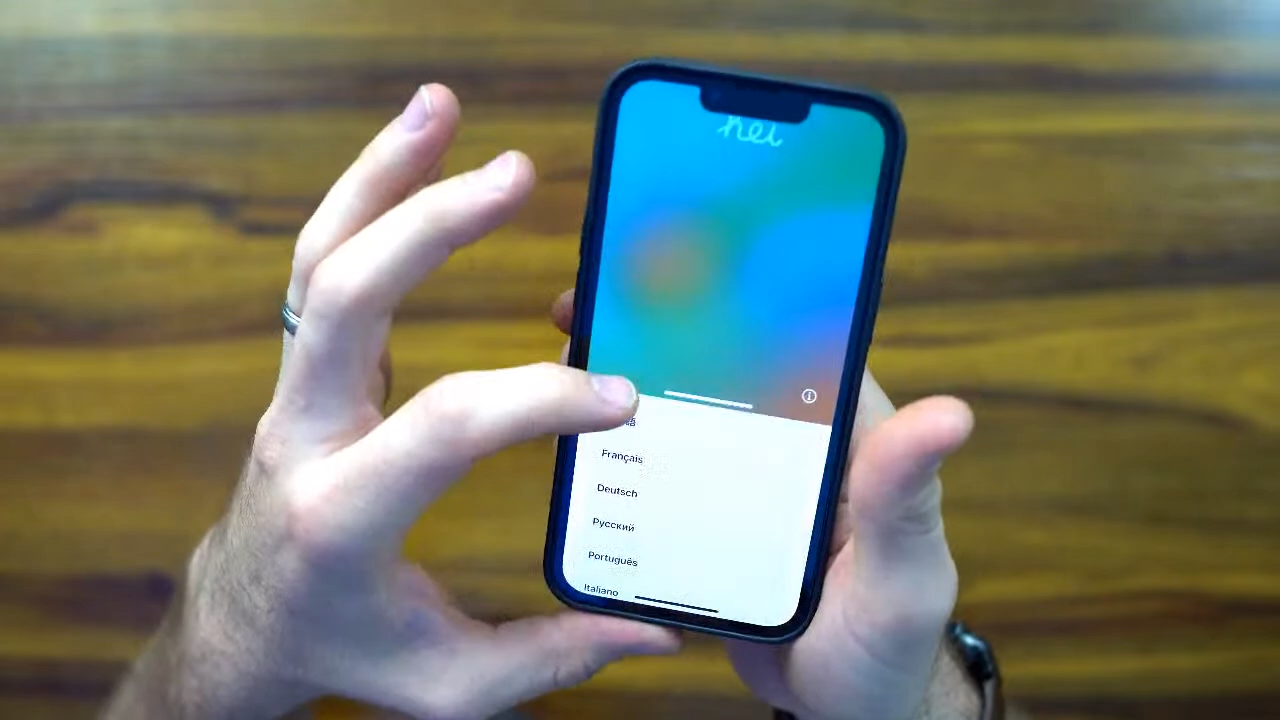 hei
Français
Deutsch
Русский
Português
Italiano